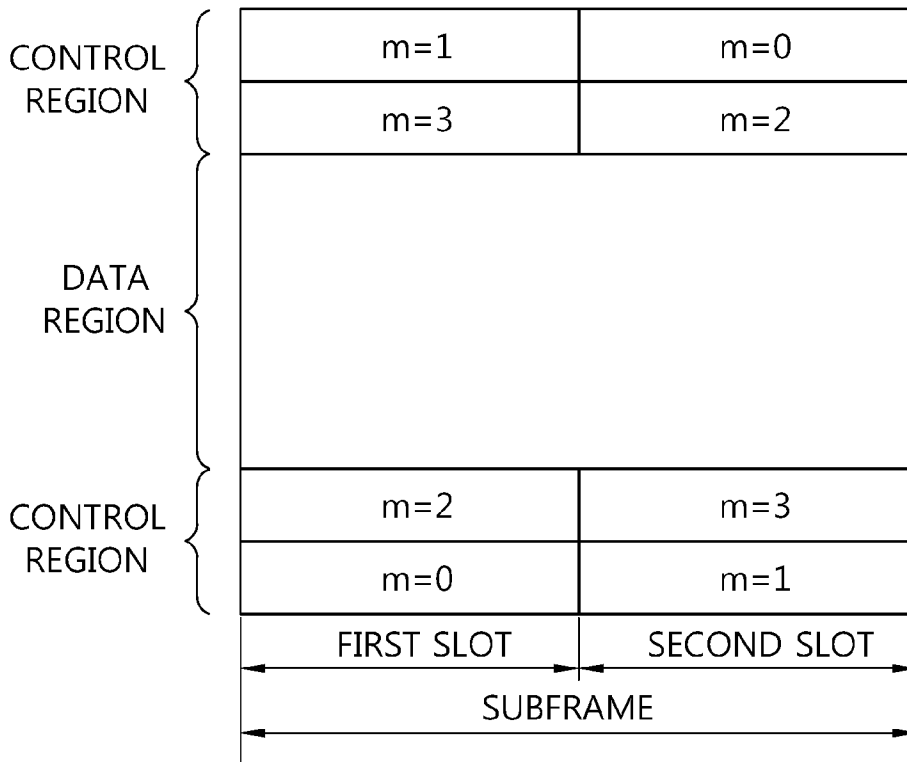 CONTROL
REGION
m=1
m=0
m=3
m=2
DATA
REGION
CONTROL
REGION
m=2
m=3
m=0
m=1
FIRST SLOT
SECOND SLOT
SUBFRAME